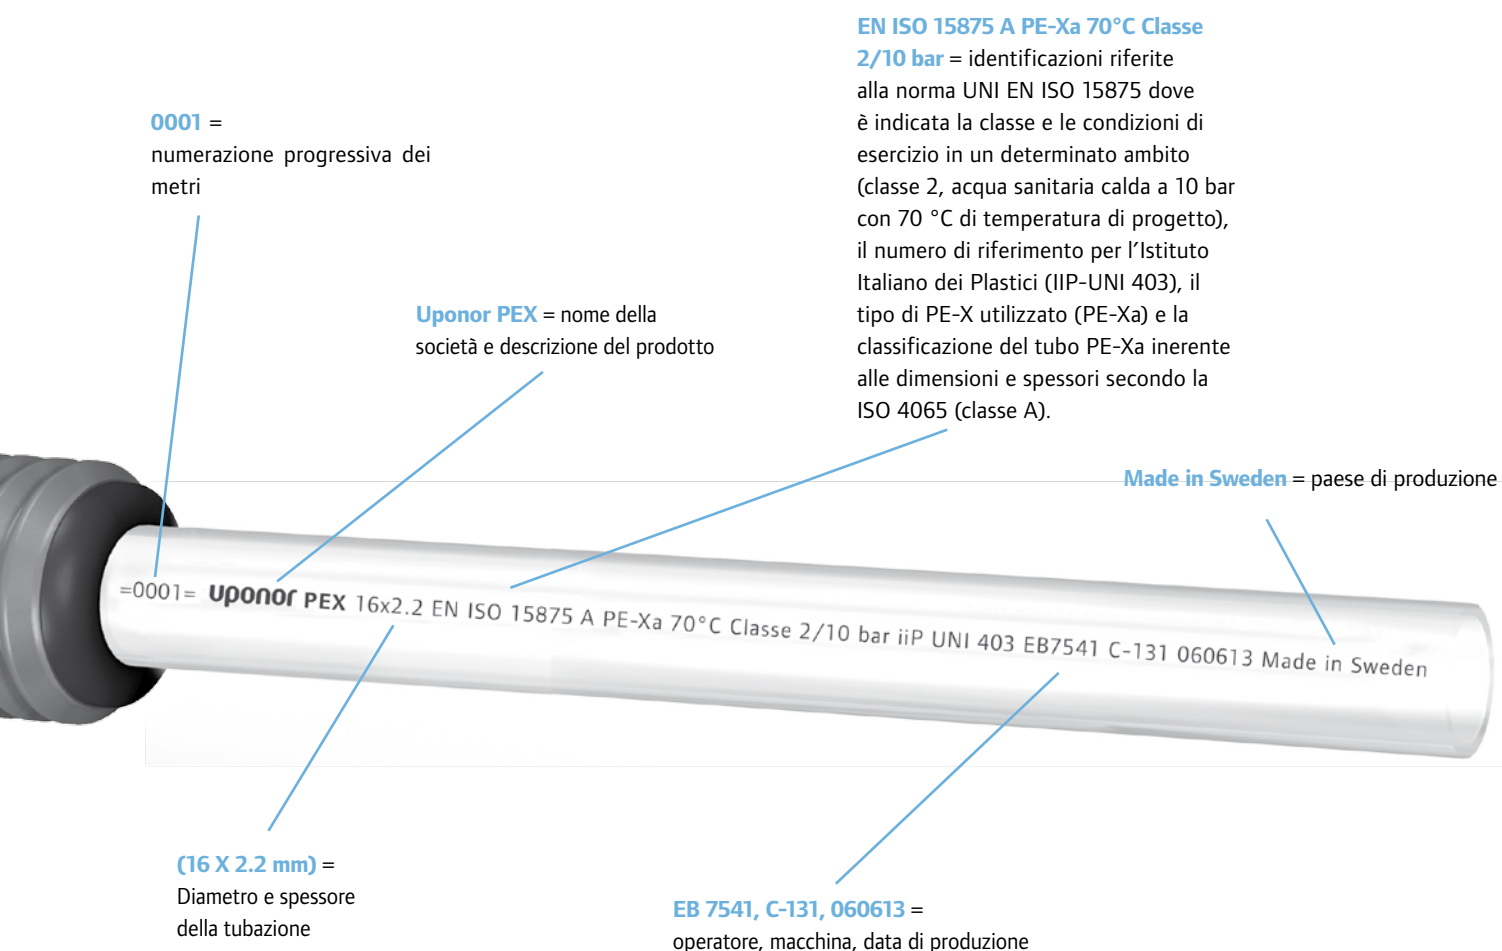 EN ISO 15875 A PE-Xa 70°C Classe
2/10 bar = identificazioni riferite
alla norma UNI EN ISO 15875 dove
è indicata la classe e le condizioni di
esercizio in un determinato ambito
(classe 2, acqua sanitaria calda a 10 bar
con 70 °C di temperatura di progetto),
il numero di riferimento per l'Istituto
Italiano dei Plastici (IIP-UNI 403), il
tipo di PE-X utilizzato (PE-Xa) e la
classificazione del tubo PE-Xa inerente
alle dimensioni e spessori secondo la
ISO 4065 (classe A).
0001 =
numerazione progressiva dei
metri
Uponor PEX = nome della
società e descrizione del prodotto
Made in Sweden = paese di produzione
=0001= uponor PEX 16x2.2 EN ISO 15875 A PE-Xa 70°C Classe 2/10 bar iiP UNI 403 EB7541 C-131 060613 Made in Sweden
(16 X 2.2 mm) =
Diametro e spessore
della tubazione
EB 7541, C-131, 060613 =
operatore, macchina, data di produzione